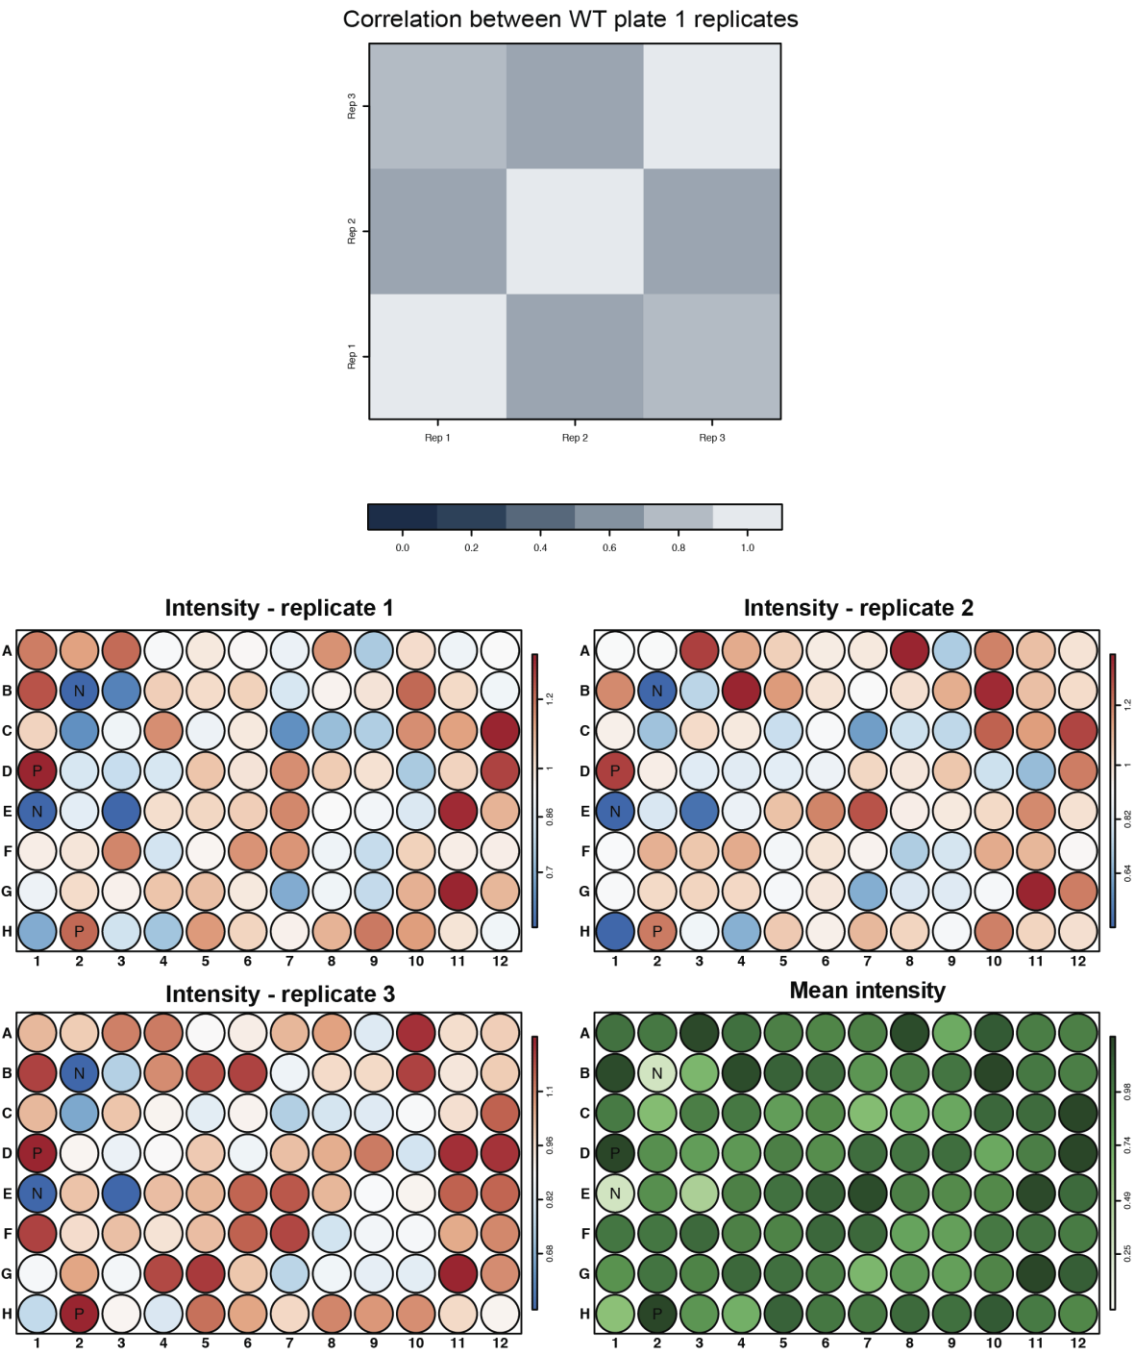 Correlation between WT plate 1 replicates
Rep 3
Rep 2
Rep 1
Rep 1 Rep 2 Rep 3
0.0 0.2 0.4 0.6 0.8 1.0
Intensity - replicate 1
A
B N
C
D P
E N
F
G
H P
1 2 3 4 5 6 7 8 9 10 11 12
1.2
1
0.86
0.7
Intensity - replicate 2
A
B N
C
D P
E N
F
G
H P
1 2 3 4 5 6 7 8 9 10 11 12
1.2
1
0.82
0.64
Intensity - replicate 3
A
B N
C
D P
E N
F
G
H P
1 2 3 4 5 6 7 8 9 10 11 12
1.1
0.96
0.82
0.68
Mean intensity
A
B N
C
D P
E N
F
G
H P
1 2 3 4 5 6 7 8 9 10 11 12
0.98
0.74
0.49
0.25